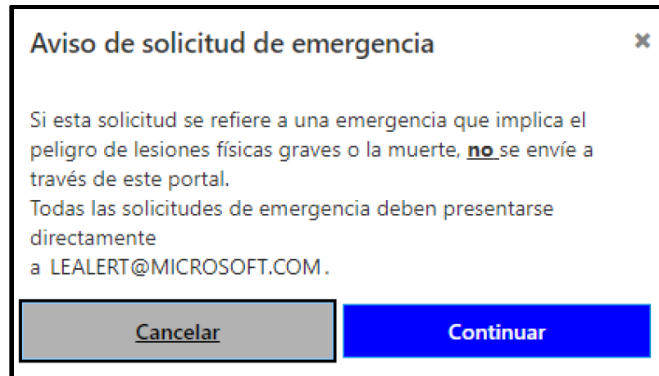 Aviso de solicitud de emergencia ×
Si esta solicitud se refiere a una emergencia que implica el
peligro de lesiones físicas graves o la muerte, no se envíe a
través de este portal.
Todas las solicitudes de emergencia deben presentarse
directamente
a LEALERT@MICROSOFT.COM.
Cancelar Continuar